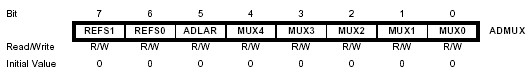 Bit 7 6 5 4 3 2 1 0
REFS1 REFS0 ADLAR MUX4 MUX3 MUX2 MUX1 MUX0 ADMUX
Read/Write R/W R/W R/W R/W R/W R/W R/W R/W
Initial Value 0 0 0 0 0 0 0 0